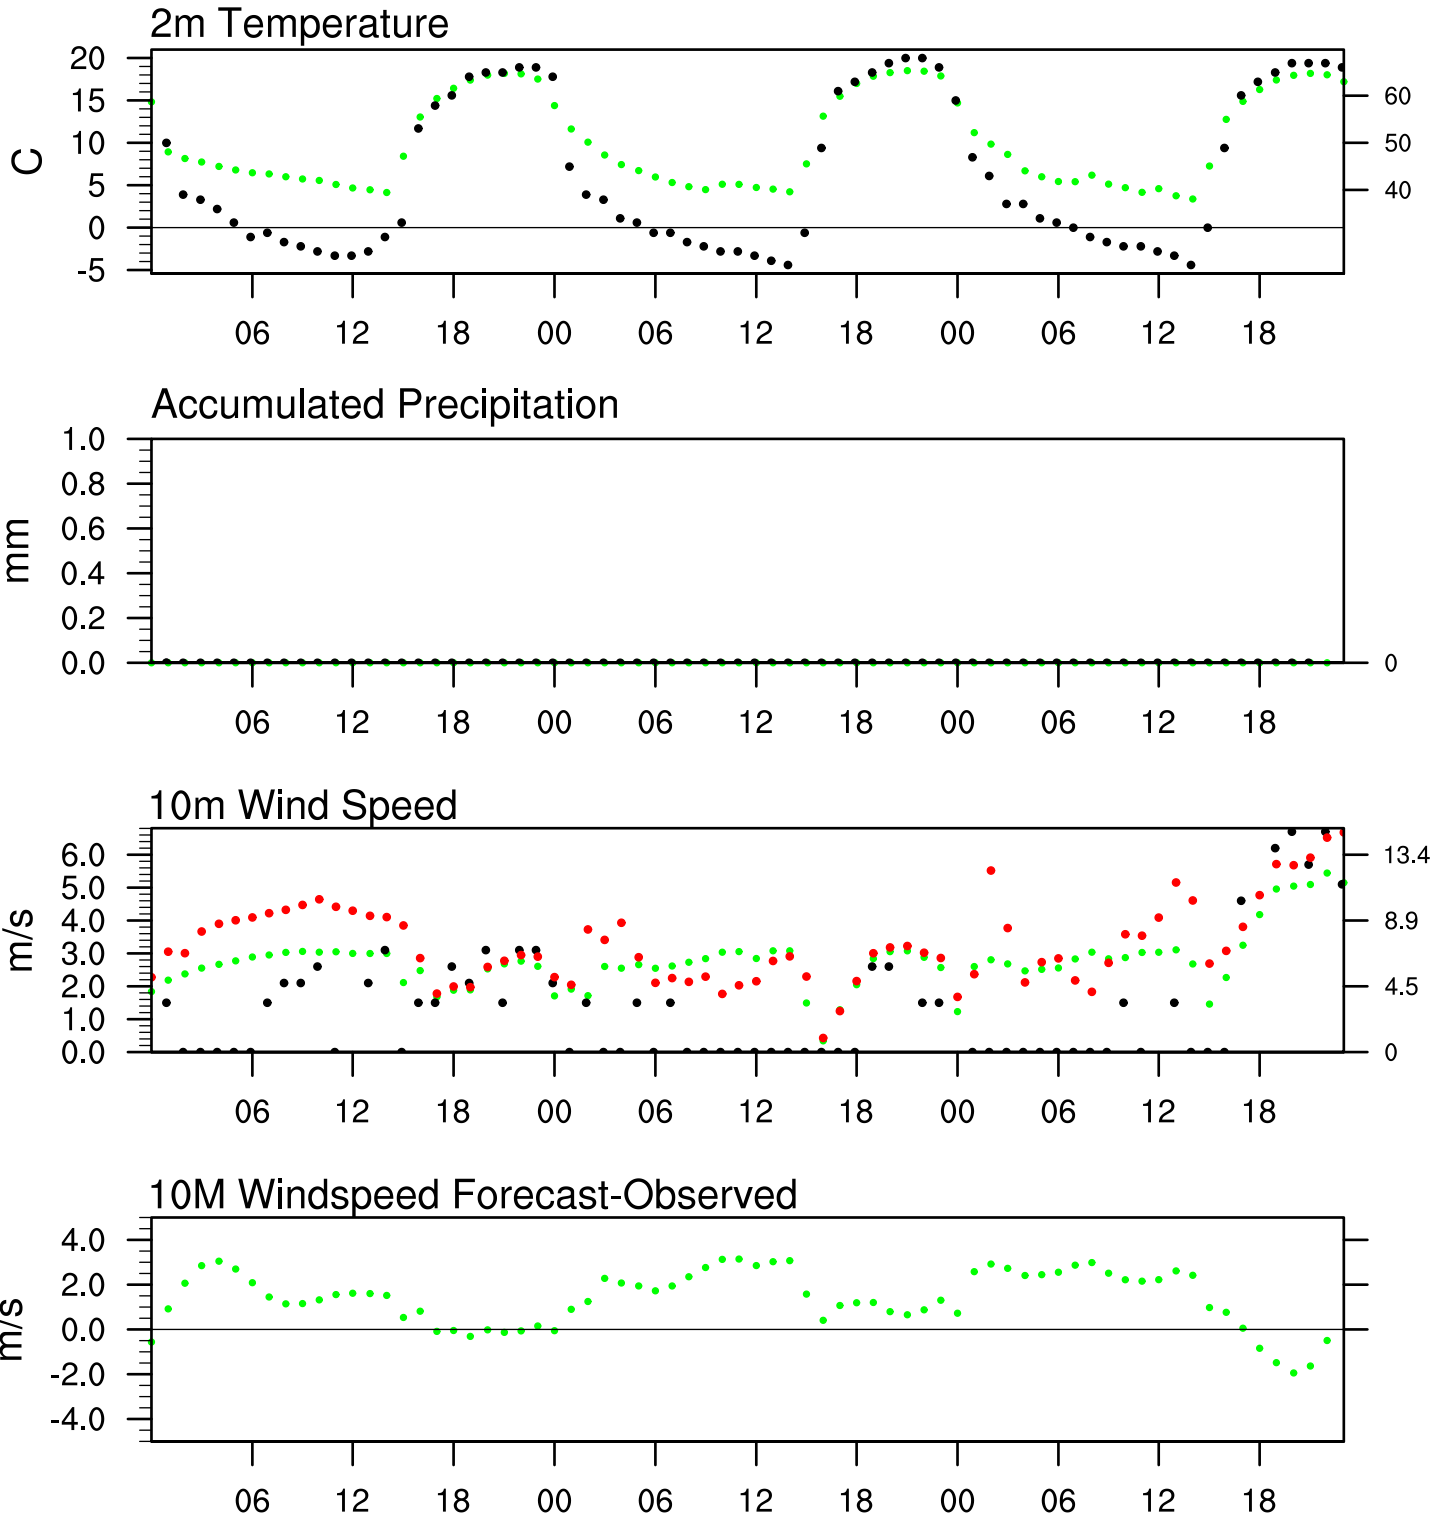 2m Temperature
20
15
10
5
0
-5
C
60
50
40
06 12 18 00 06 12 18 00 06 12 18
Accumulated Precipitation
1.0
0.8
0.6
0.4
0.2
0.0
mm
0
06 12 18 00 06 12 18 00 06 12 18
10m Wind Speed
6.0
5.0
4.0
3.0
2.0
1.0
0.0
m/s
13.4
8.9
4.5
0
06 12 18 00 06 12 18 00 06 12 18
10M Windspeed Forecast-Observed
4.0
2.0
0.0
-2.0
-4.0
m/s
06 12 18 00 06 12 18 00 06 12 18